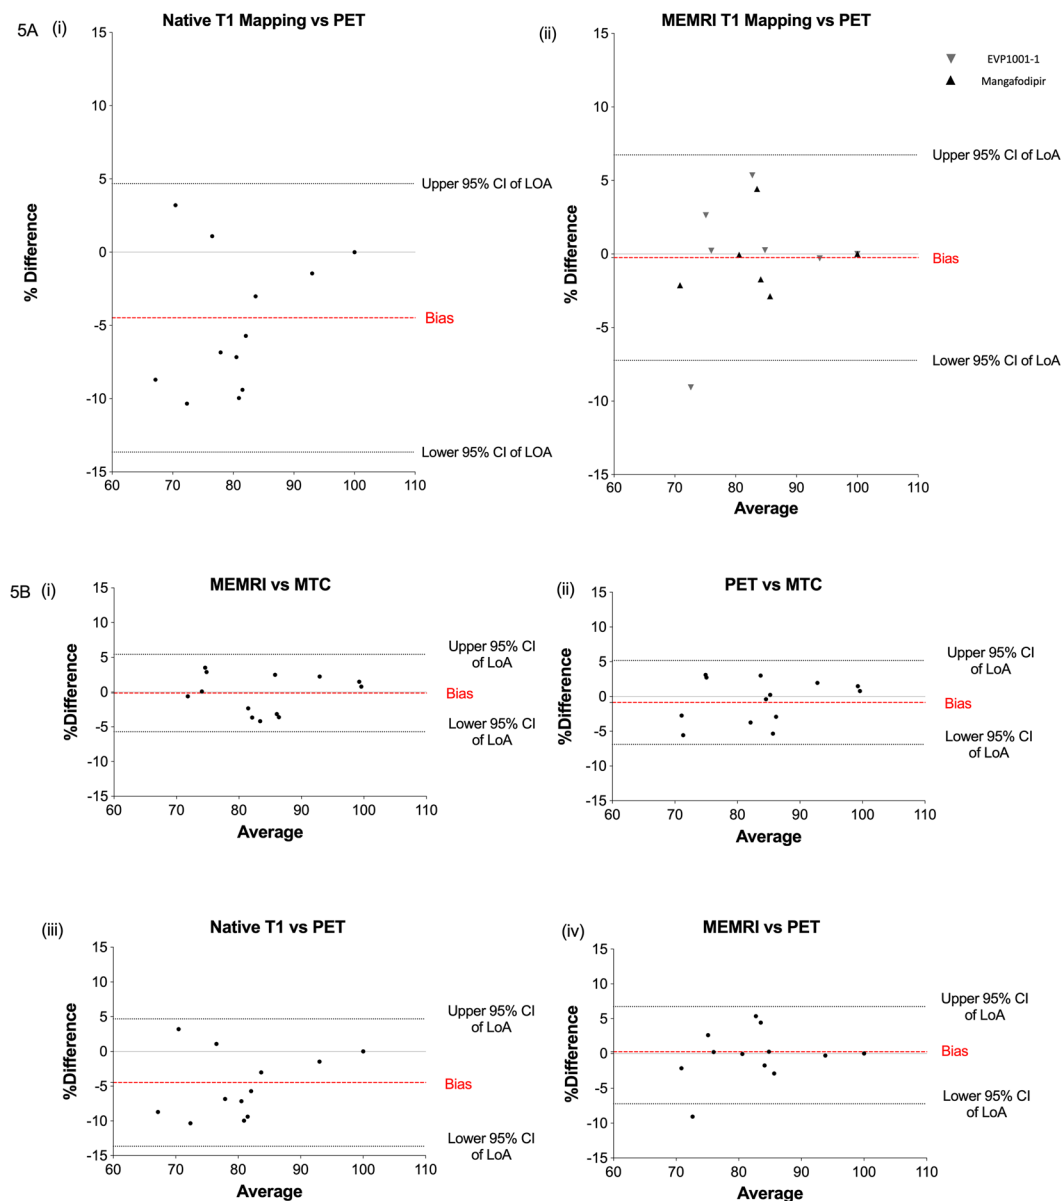 5A (i) Native T1 Mapping vs PET
15
10
5
0
-5
-10
-15
% Difference
Upper 95% CI of LOA
Bias
Lower 95% CI of LOA
60 70 80 90 100 110
(ii) MEMRI T1 Mapping vs PET
EVP1001-1
Mangafodipir
15
10
5
0
-5
-10
-15
% Difference
Upper 95% CI of LoA
Bias
Lower 95% CI of LoA
60 70 80 90 100 110
Average
5B (i) MEMRI vs MTC
15
10
5
0
-5
-10
-15
%Difference
Upper 95% CI
of LoA
Bias
Lower 95% CI
of LoA
60 70 80 90 100 110
Average
(ii) PET vs MTC
15
10
5
0
-5
-10
-15
%Difference
Upper 95% CI
of LoA
Bias
Lower 95% CI
of LoA
60 70 80 90 100 110
Average
(iii) Native T1 vs PET
15
10
5
0
-5
-10
-15
%Difference
Upper 95% CI
of LoA
Bias
Lower 95% CI
of LoA
60 70 80 90 100 110
Average
(iv) MEMRI vs PET
15
10
5
0
-5
-10
-15
%Difference
Upper 95% CI
of LoA
Bias
Lower 95% CI
of LoA
60 70 80 90 100 110
Average